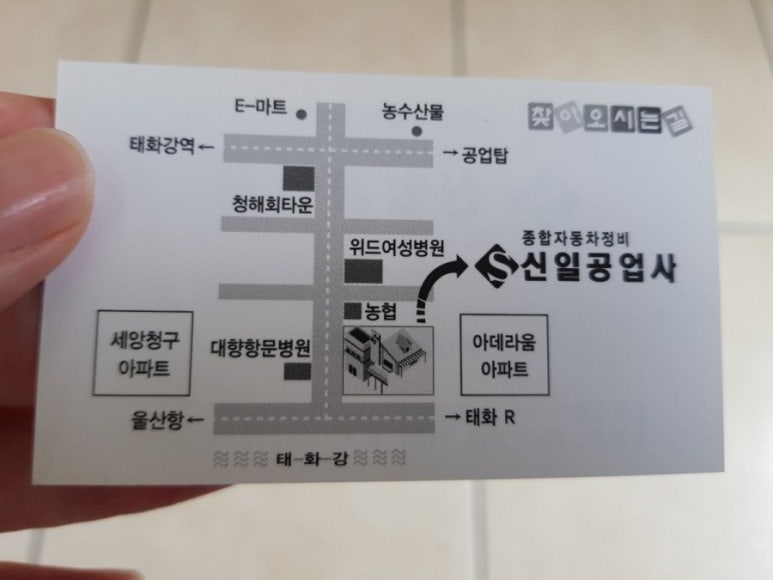 찾아오시는길
E-마트
농수산물
태화강역←
→공업탑
청해회타운
위드여성병원
종합자동차정비
S신일공업사
농협
세양청구
아파트
대항항문병원
아데라움
아파트
울산항←
→태화 R
태-화-강